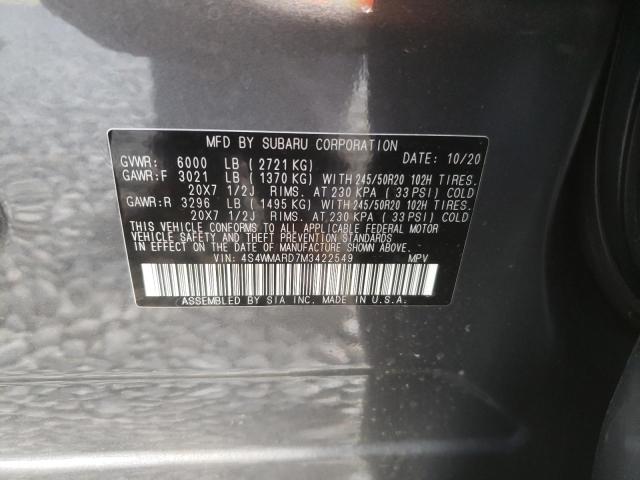 MFD BY SUBARU CORPORATION
GVWR: 6000 LB (2721 KG) DATE: 10/20
GAWR:F 3021 LB (1370 KG) WITH 245/50R20 102H TIRES.
20X7 1/2J RIMS. AT 230 KPA (33 PSI) COLD
GAWR:R 3296 LB (1495 KG) WITH 245/50R20 102H TIRES.
20X7 1/2J RIMS. AT 230 KPA (33 PSI) COLD
THIS VEHICLE CONFORMS TO ALL APPLICABLE FEDERAL MOTOR
VEHICLE SAFETY, AND THEFT PREVENTION STANDARDS
IN EFFECT ON THE DATE OF MANUFACTURE SHOWN ABOVE.
VIN: 4S4WMARD7M3422549 MPV
ASSEMBLED BY SIA INC. MADE IN U.S.A.